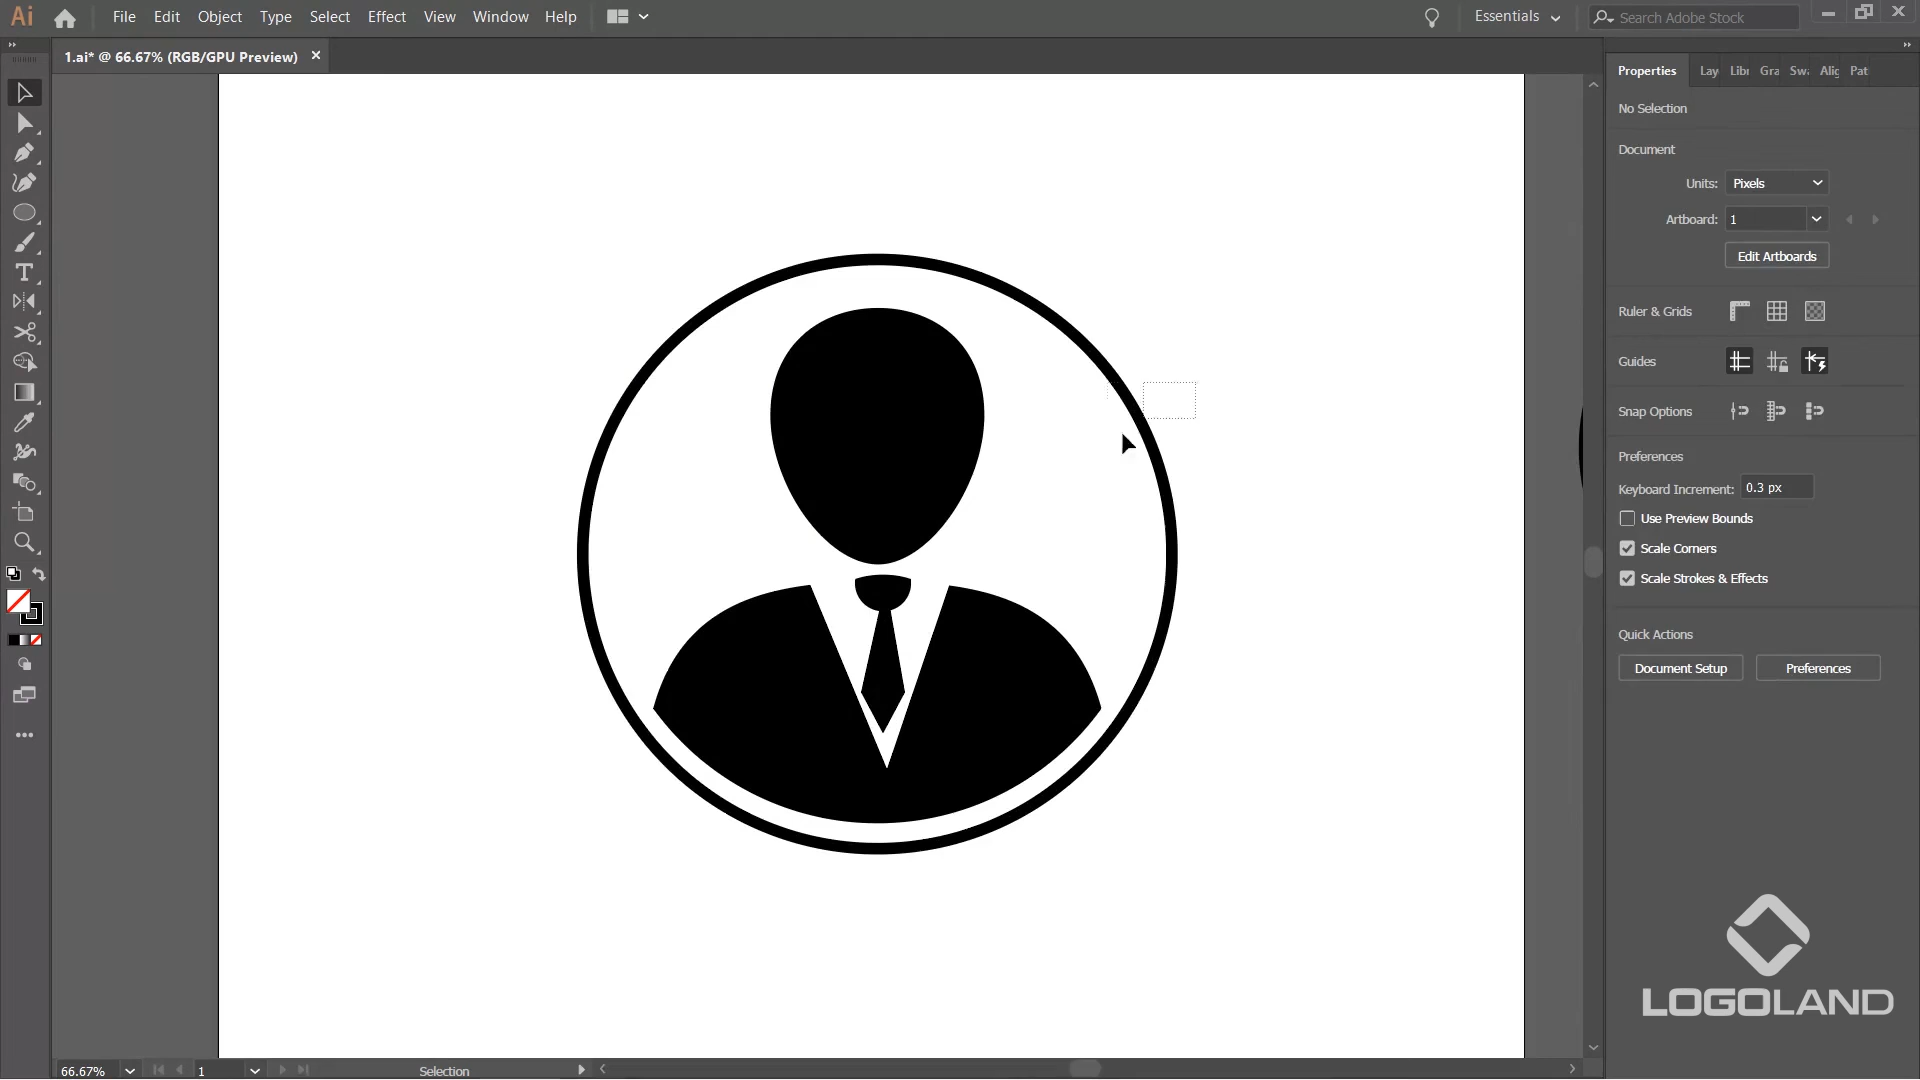 Ai File Edit Object Type Select Effect View Window Help Essentials Search Adobe Stock
1.ai* @ 66.67% (RGB/GPU Preview) ×
Properties Lay Libr Gra Swa Alig Pat
No Selection
Document
Units: Pixels
Artboard: 1
Edit Artboards
Ruler & Grids
Guides
Snap Options
Preferences
Keyboard Increment: 0.3 px
Use Preview Bounds
Scale Corners
Scale Strokes & Effects
Quick Actions
Document Setup Preferences
LOGOLAND
66.67% 1 Selection